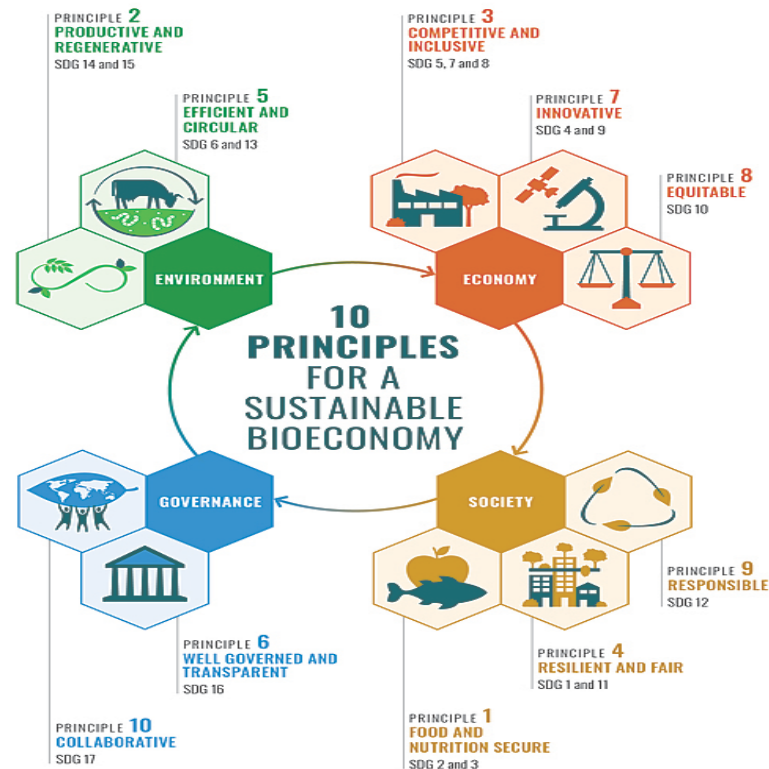 PRINCIPLE 2
PRODUCTIVE AND
REGENERATIVE
SDG 14 and 15
PRINCIPLE 3
COMPETITIVE AND
INCLUSIVE
SDG 5, 7 and 8
PRINCIPLE 5
EFFICIENT AND
CIRCULAR
SDG 6 and 13
PRINCIPLE 7
INNOVATIVE
SDG 4 and 9
PRINCIPLE 8
EQUITABLE
SDG 10
ENVIRONMENT
ECONOMY
10
PRINCIPLES
FOR A
SUSTAINABLE
BIOECONOMY
GOVERNANCE
SOCIETY
PRINCIPLE 9
RESPONSIBLE
SDG 12
PRINCIPLE 6
WELL GOVERNED AND
TRANSPARENT
SDG 16
PRINCIPLE 4
RESILIENT AND FAIR
SDG 1 and 11
PRINCIPLE 10
COLLABORATIVE
SDG 17
PRINCIPLE 1
FOOD AND
NUTRITION SECURE
SDG 2 and 3